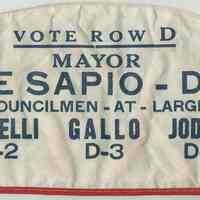 VOTE ROW D
MAYOR
E SAPIO - D
OUNCILMEN - AT - LARG
ELLI GALLO JOD
-2 D-3 D